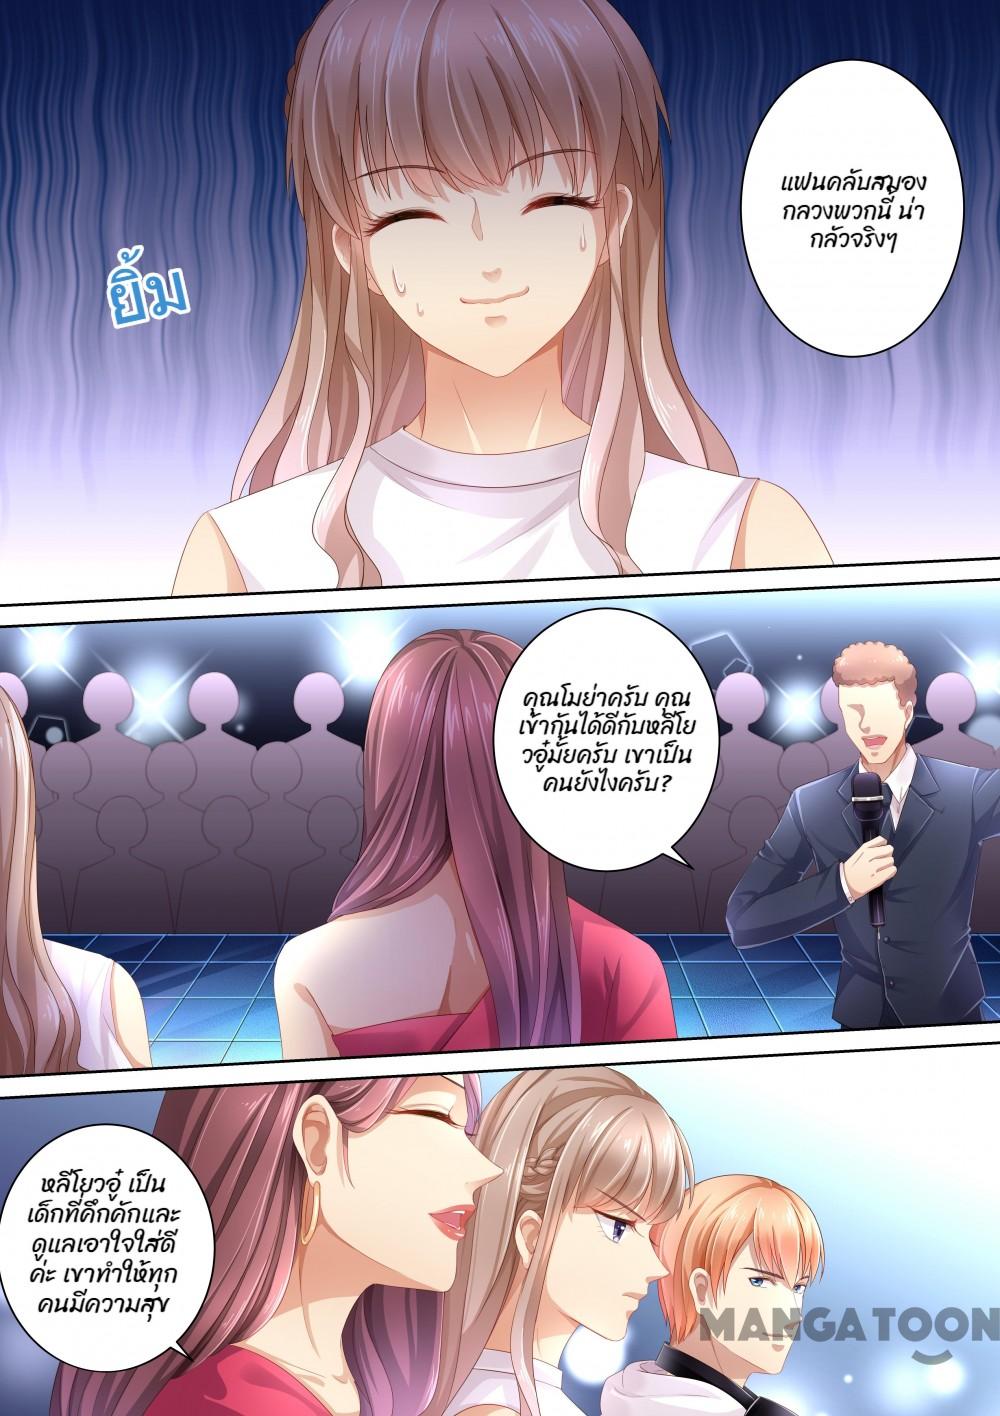 แฟนคลับสมอง
กลวงพวกนี้ น่า
กลัวจริงๆ
ยิ้ม
คุณโมย่าครับ คุณ
เข้ากันได้ดีกับหลีโย
วอู๋มั้ยครับ เขาเป็น
คนยังไงครับ?
หลีโยวอู๋ เป็น
เด็กที่คึกคักและ
ดูแลเอาใจใส่ดี
ค่ะ เขาทำให้ทุก
คนมีความสุข
MANGATOON